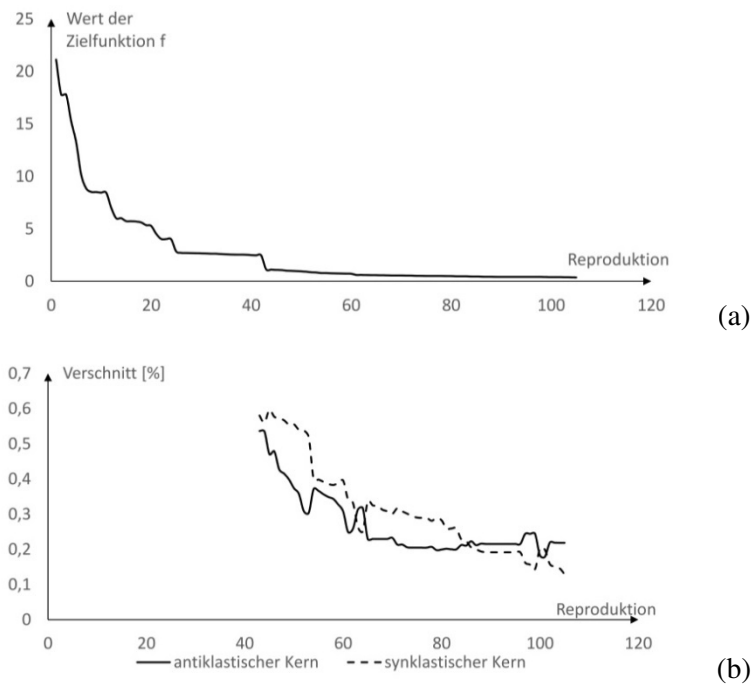 25
Wert der
Zielfunktion f
20
15
10
5
Reproduktion
0
0 20 40 60 80 100 120
(a)
0,7
Verschnitt [%]
0,6
0,5
0,4
0,3
0,2
0,1
Reproduktion
0
0 20 40 60 80 100 120
antiklastischer Kern synklastischer Kern
(b)